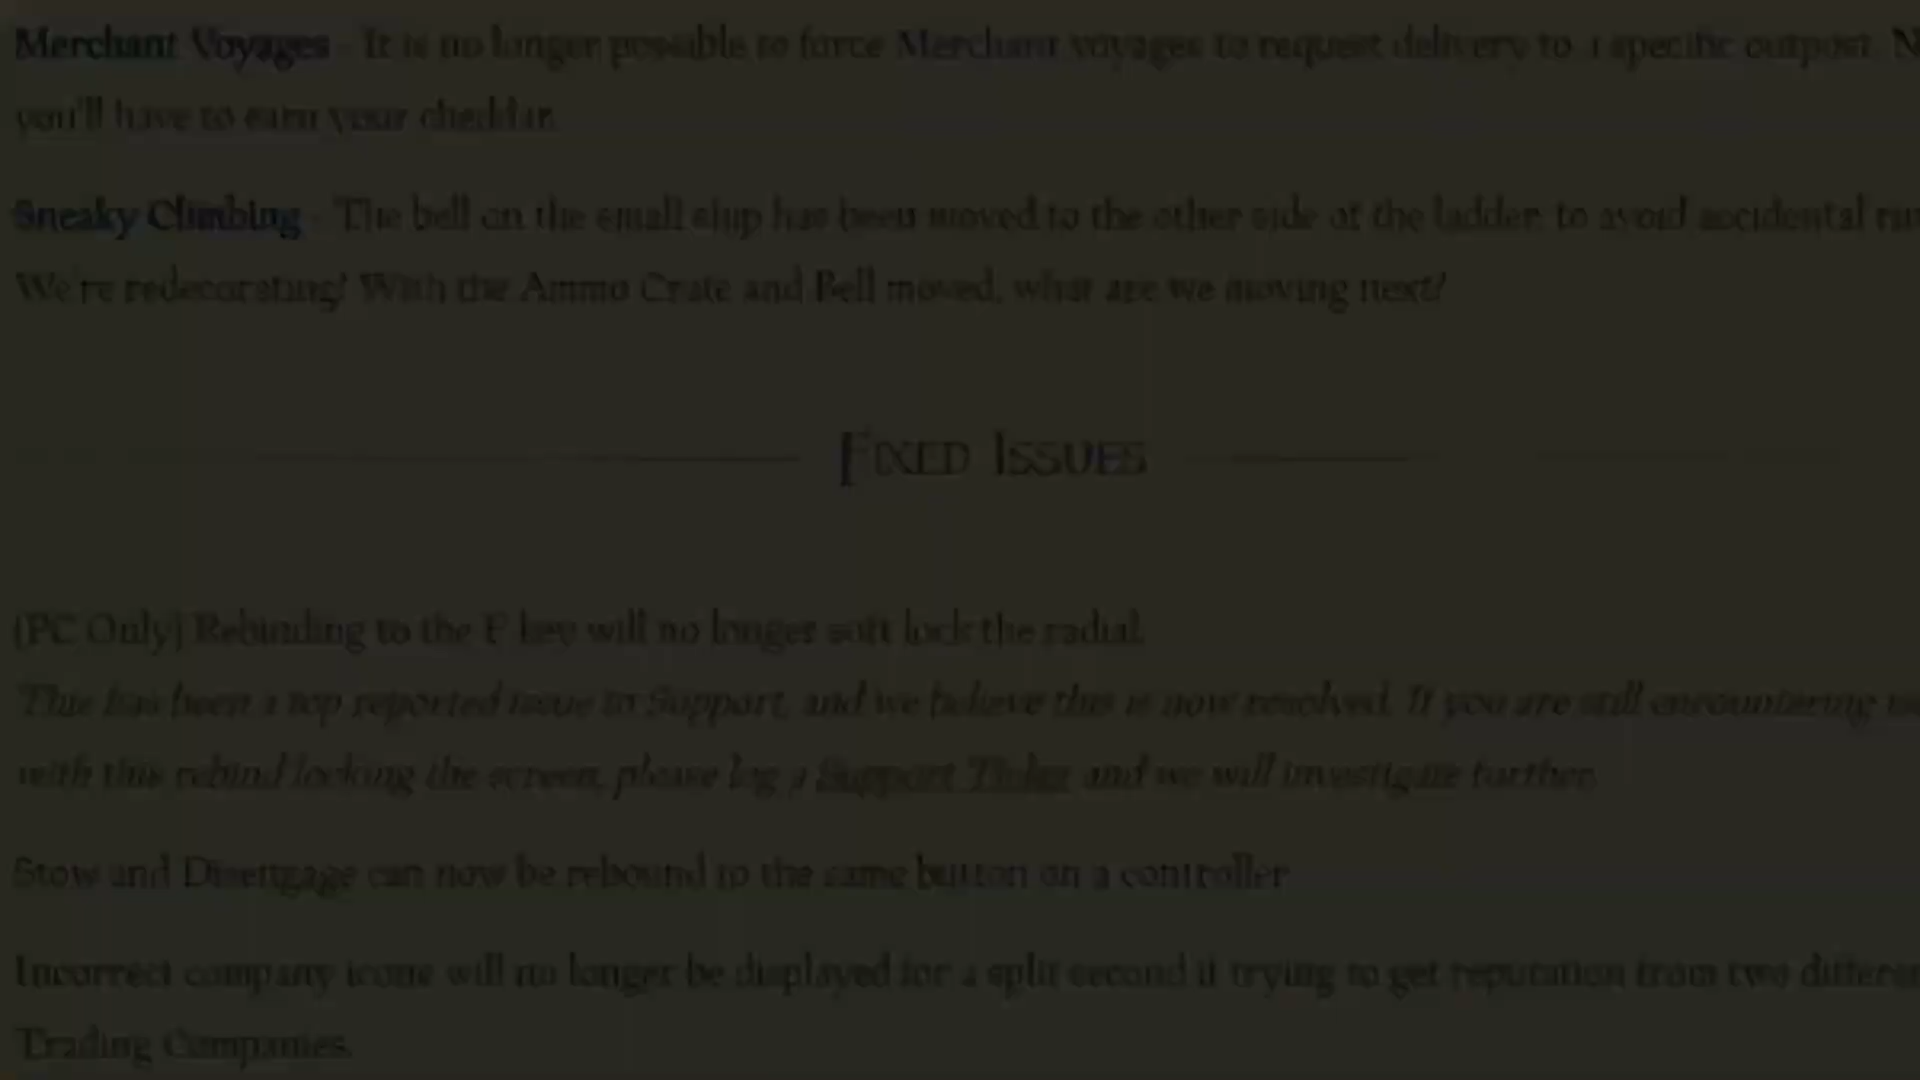 Merchant Voyages - It is no longer possible to force Merchant voyages to request delivery to a specific outpost.
you'll have to earn your cheddar.
Sneaky Climbing - The bell on the small ship has been moved to the other side of the ladder, to avoid accidental
We're redecorating! With the Ammo Crate and Bell moved, what are we moving next?
FIXED ISSUES
[PC Only] Rebinding to the F key will no longer soft lock the radial.
This has been a top reported issue to Support, and we believe this is now resolved. If you are still encountering
with this rebind locking the screen, please log a Support Ticket and we will investigate further.
Stow and Disengage can now be rebound to the same button on a controller
Incorrect company icons will no longer be displayed for a split second if trying to get reputation from two
Trading Companies.